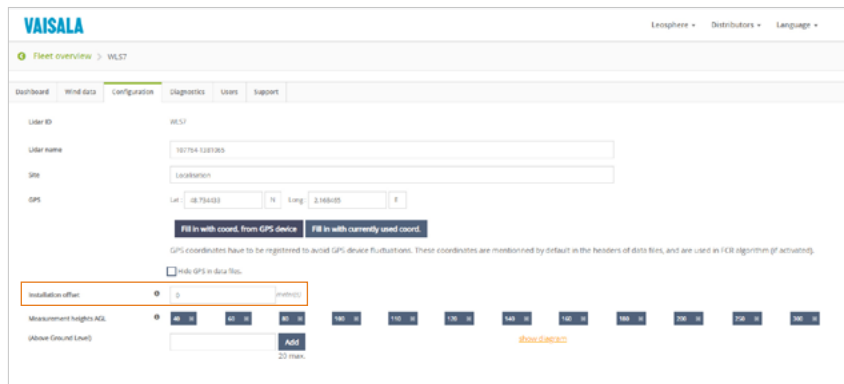 VAISALA
Leosphere Distributors Language
Fleet overview > WLS7
Dashboard Wind data Configuration Diagnostics Users Support
Lidar ID WLS7
Lidar name
Site Localisation
GPS Lat : 48.734433 N Long : 2.168485 E
Fill in with coord. from GPS device Fill in with currently used coord.
GPS coordinates have to be registered to avoid GPS device fluctuations. These coordinates are mentionned by default in the headers of data files, and are used in FCR algorithm (if activated).
Hide GPS in data files.
Installation offset 0 meter(s)
Measurement heights AGL 40 60 80 100 110 120 140 160 180 200 250 300
(Above Ground Level) Add show diagram
20 max.